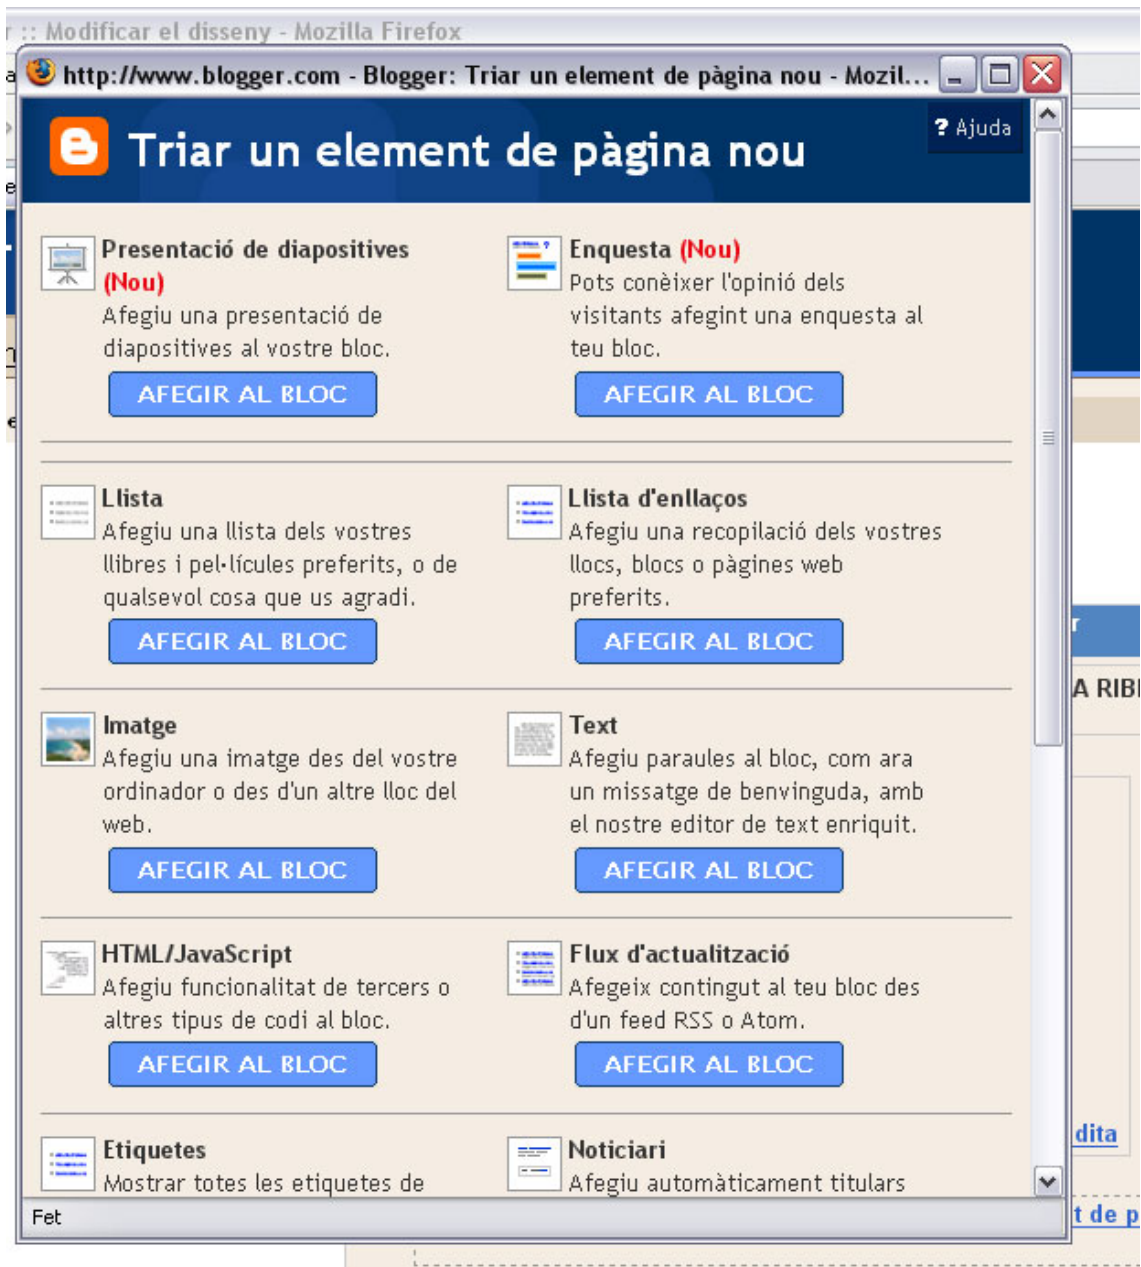 :: Modificar el disseny - Mozilla Firefox
http://www.blogger.com - Blogger: Triar un element de pàgina nou - Mozil...
Triar un element de pàgina nou
? Ajuda
Presentació de diapositives
(Nou)
Afegiu una presentació de
diapositives al vostre bloc.
AFEGIR AL BLOC
Enquesta (Nou)
Pots conèixer l'opinió dels
visitants afegint una enquesta al
teu bloc.
AFEGIR AL BLOC
Llista
Afegiu una llista dels vostres
llibres i pel·lícules preferits, o de
qualsevol cosa que us agradi.
AFEGIR AL BLOC
Llista d'enllaços
Afegiu una recopilació dels vostres
llocs, blocs o pàgines web
preferits.
AFEGIR AL BLOC
Imatge
Afegiu una imatge des del vostre
ordinador o des d'un altre lloc del
web.
AFEGIR AL BLOC
Text
Afegiu paraules al bloc, com ara
un missatge de benvinguda, amb
el nostre editor de text enriquit.
AFEGIR AL BLOC
HTML/JavaScript
Afegiu funcionalitat de tercers o
altres tipus de codi al bloc.
AFEGIR AL BLOC
Flux d'actualització
Afegeix contingut al teu bloc des
d'un feed RSS o Atom.
AFEGIR AL BLOC
Etiquetes
Mostrar totes les etiquetes de
Noticiari
Afegiu automàticament titulars
Fet
A RIB
dita
t de p